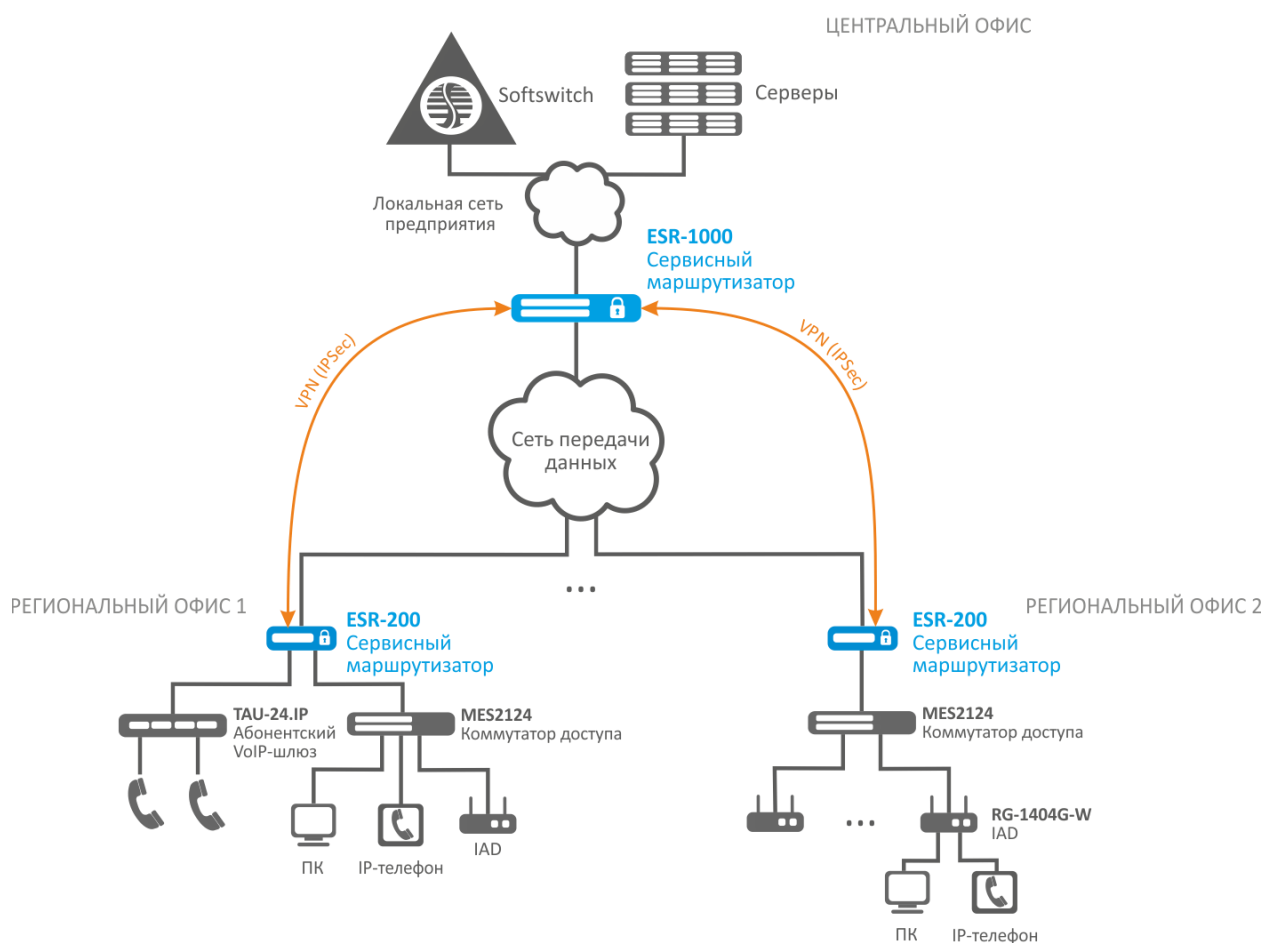 ЦЕНТРАЛЬНЫЙ ОФИС
Softswitch
Серверы
Локальная сеть
предприятия
ESR-1000
Сервисный
маршрутизатор
VPN (IPSec)
VPN (IPSec)
Сеть передачи
данных
...
РЕГИОНАЛЬНЫЙ ОФИС 1
ESR-200
Сервисный
маршрутизатор
TAU-24.IP
Абонентский
VoIP-шлюз
MES2124
Коммутатор доступа
ПК
IP-телефон
IAD
РЕГИОНАЛЬНЫЙ ОФИС 2
ESR-200
Сервисный
маршрутизатор
MES2124
Коммутатор доступа
...
RG-1404G-W
IAD
ПК
IP-телефон